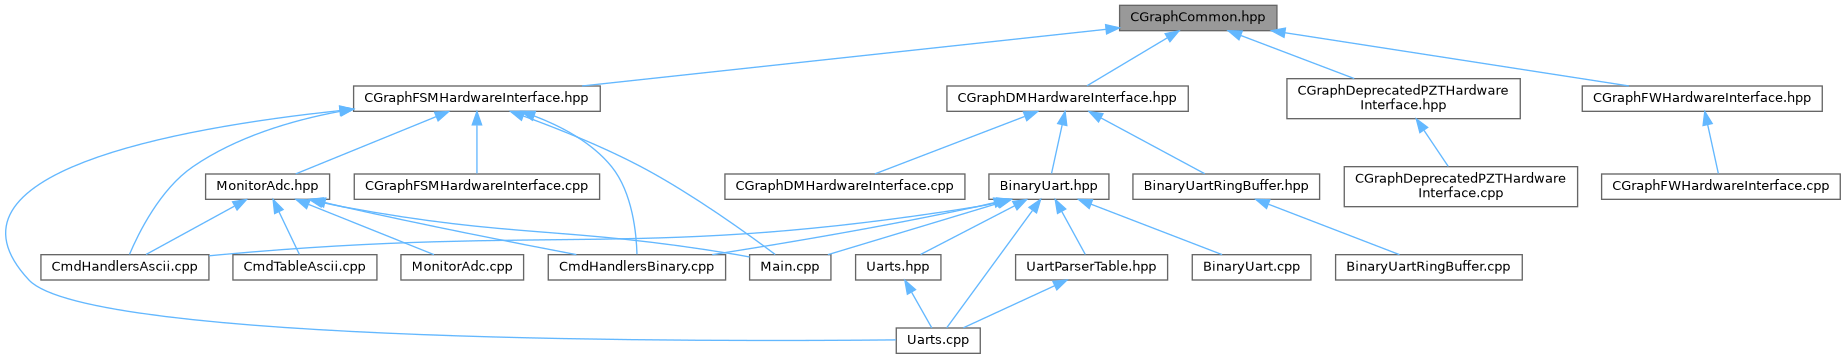 CGraphCommon.hpp
CGraphFSMHardwareInterface.hpp
CGraphDMHardwareInterface.hpp
CGraphDeprecatedPZTHardware
Interface.hpp
CGraphFWHardwareInterface.hpp
MonitorAdc.hpp
CGraphFSMHardwareInterface.cpp
CGraphDMHardwareInterface.cpp
BinaryUart.hpp
BinaryUartRingBuffer.hpp
CGraphDeprecatedPZTHardware
Interface.cpp
CGraphFWHardwareInterface.cpp
CmdHandlersAscii.cpp
CmdTableAscii.cpp
MonitorAdc.cpp
CmdHandlersBinary.cpp
Main.cpp
Uarts.hpp
UartParserTable.hpp
BinaryUart.cpp
BinaryUartRingBuffer.cpp
Uarts.cpp